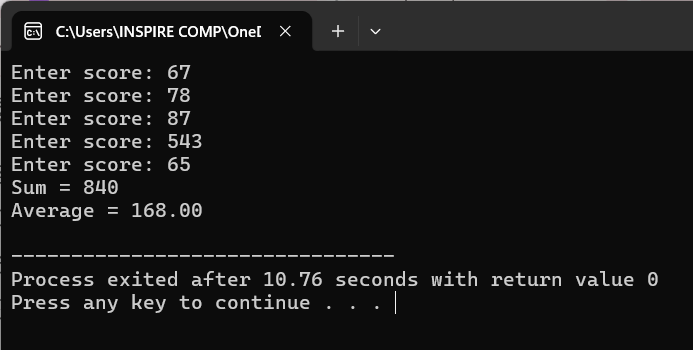 C:\Users\INSPIRE COMP\OneD
Enter score: 67
Enter score: 78
Enter score: 87
Enter score: 543
Enter score: 65
Sum = 840
Average = 168.00
--------------------------------
Process exited after 10.76 seconds with return value 0
Press any key to continue . . .